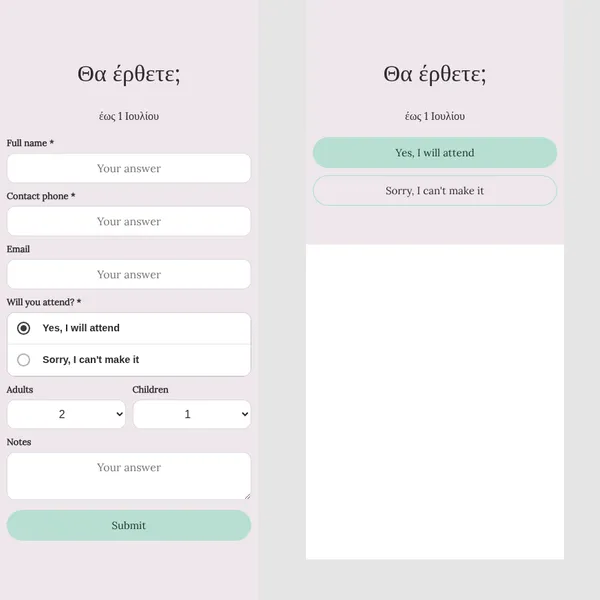 Θα έρθετε;
έως 1 Ιουλίου
Full name *
Your answer
Contact phone *
Your answer
Email
Your answer
Will you attend? *
Yes, I will attend
Sorry, I can't make it
Adults
Children
2
1
Notes
Your answer
Submit
Θα έρθετε;
έως 1 Ιουλίου
Yes, I will attend
Sorry, I can't make it